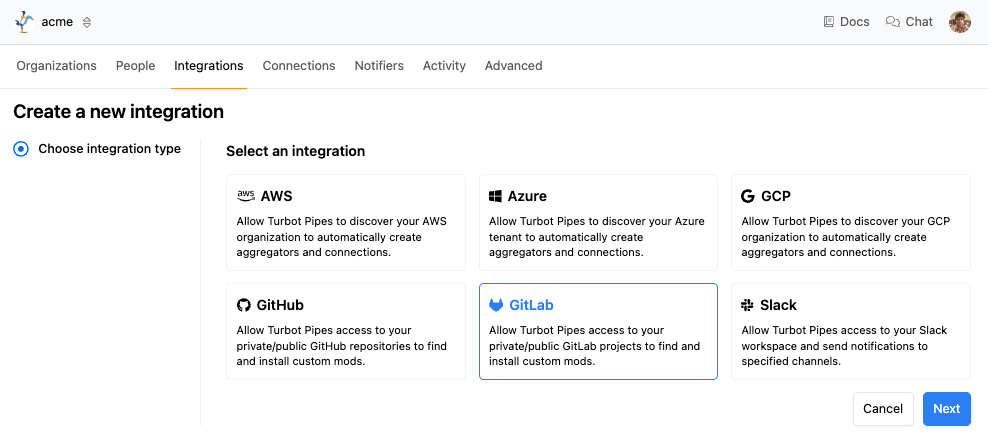 acme
Docs
Chat
Organizations
People
Integrations
Connections
Notifiers
Activity
Advanced
Create a new integration
Choose integration type
Select an integration
aws AWS
Allow Turbot Pipes to discover your AWS
organization to automatically create
aggregators and connections.
Azure
Allow Turbot Pipes to discover your Azure
tenant to automatically create
aggregators and connections.
GCP
Allow Turbot Pipes to discover your GCP
organization to automatically create
aggregators and connections.
GitHub
Allow Turbot Pipes access to your
private/public GitHub repositories to find
and install custom mods.
GitLab
Allow Turbot Pipes access to your
private/public GitLab projects to find and
install custom mods.
Slack
Allow Turbot Pipes access to your Slack
workspace and send notifications to
specified channels.
Cancel
Next